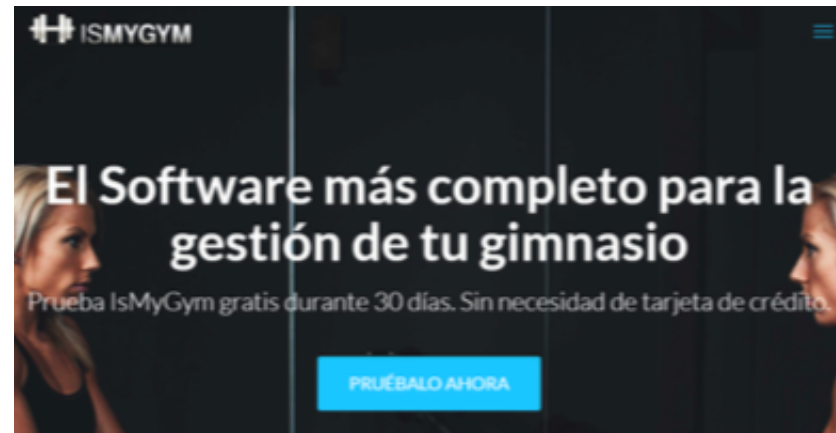 ISMYGYM
El Software más completo para la
gestión de tu gimnasio
Prueba IsMyGym gratis durante 30 días. Sin necesidad de tarjeta de crédito.
PRUÉBALO AHORA